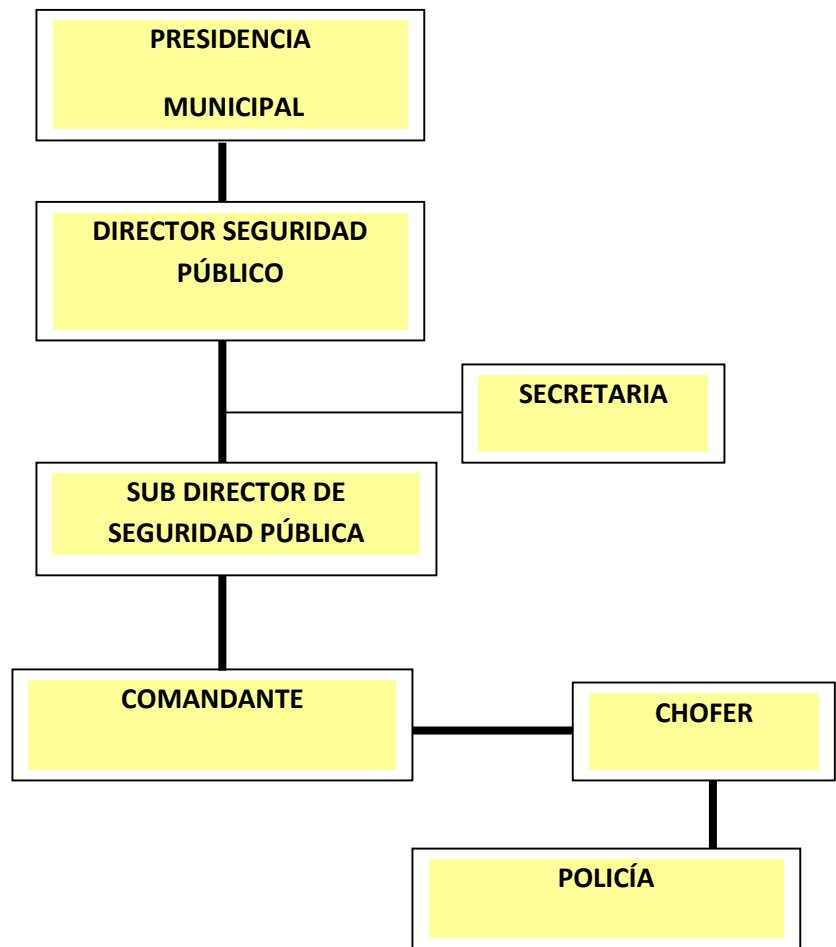 PRESIDENCIA
MUNICIPAL
DIRECTOR SEGURIDAD
PÚBLICO
SECRETARIA
SUB DIRECTOR DE
SEGURIDAD PÚBLICA
COMANDANTE
CHOFER
POLICÍA